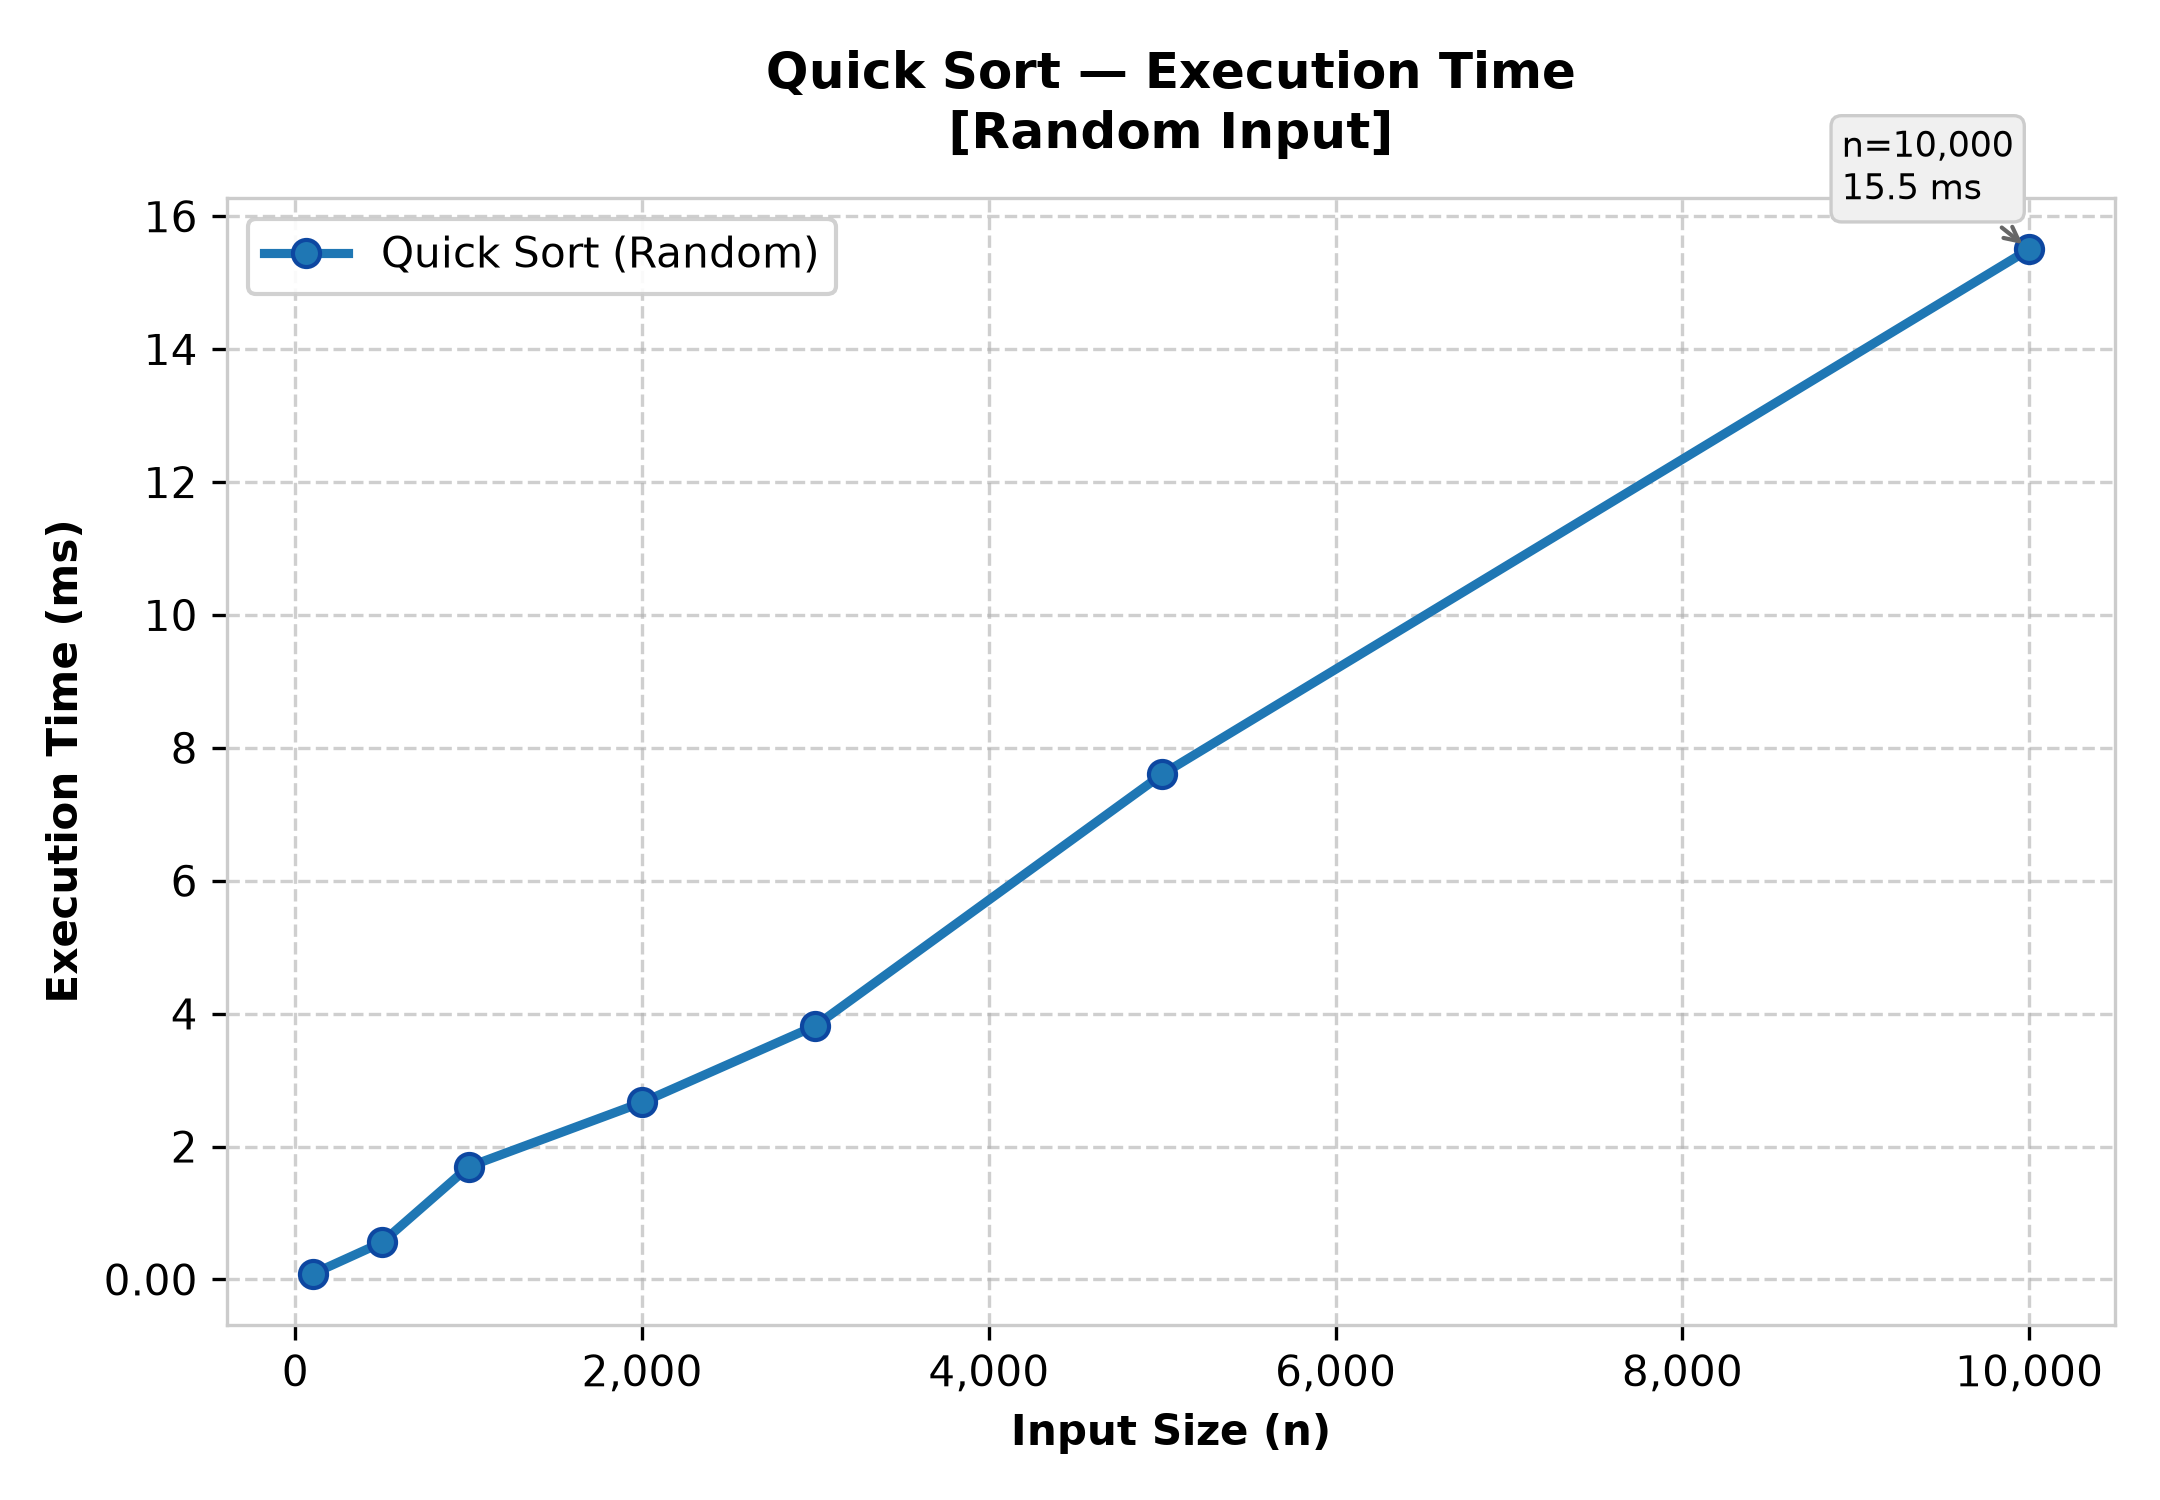 Quick Sort — Execution Time
[Random Input]
n=10,000
15.5 ms
Quick Sort (Random)
Execution Time (ms)
16
14
12
10
8
6
4
2
0.00
0
2,000
4,000
6,000
8,000
10,000
Input Size (n)